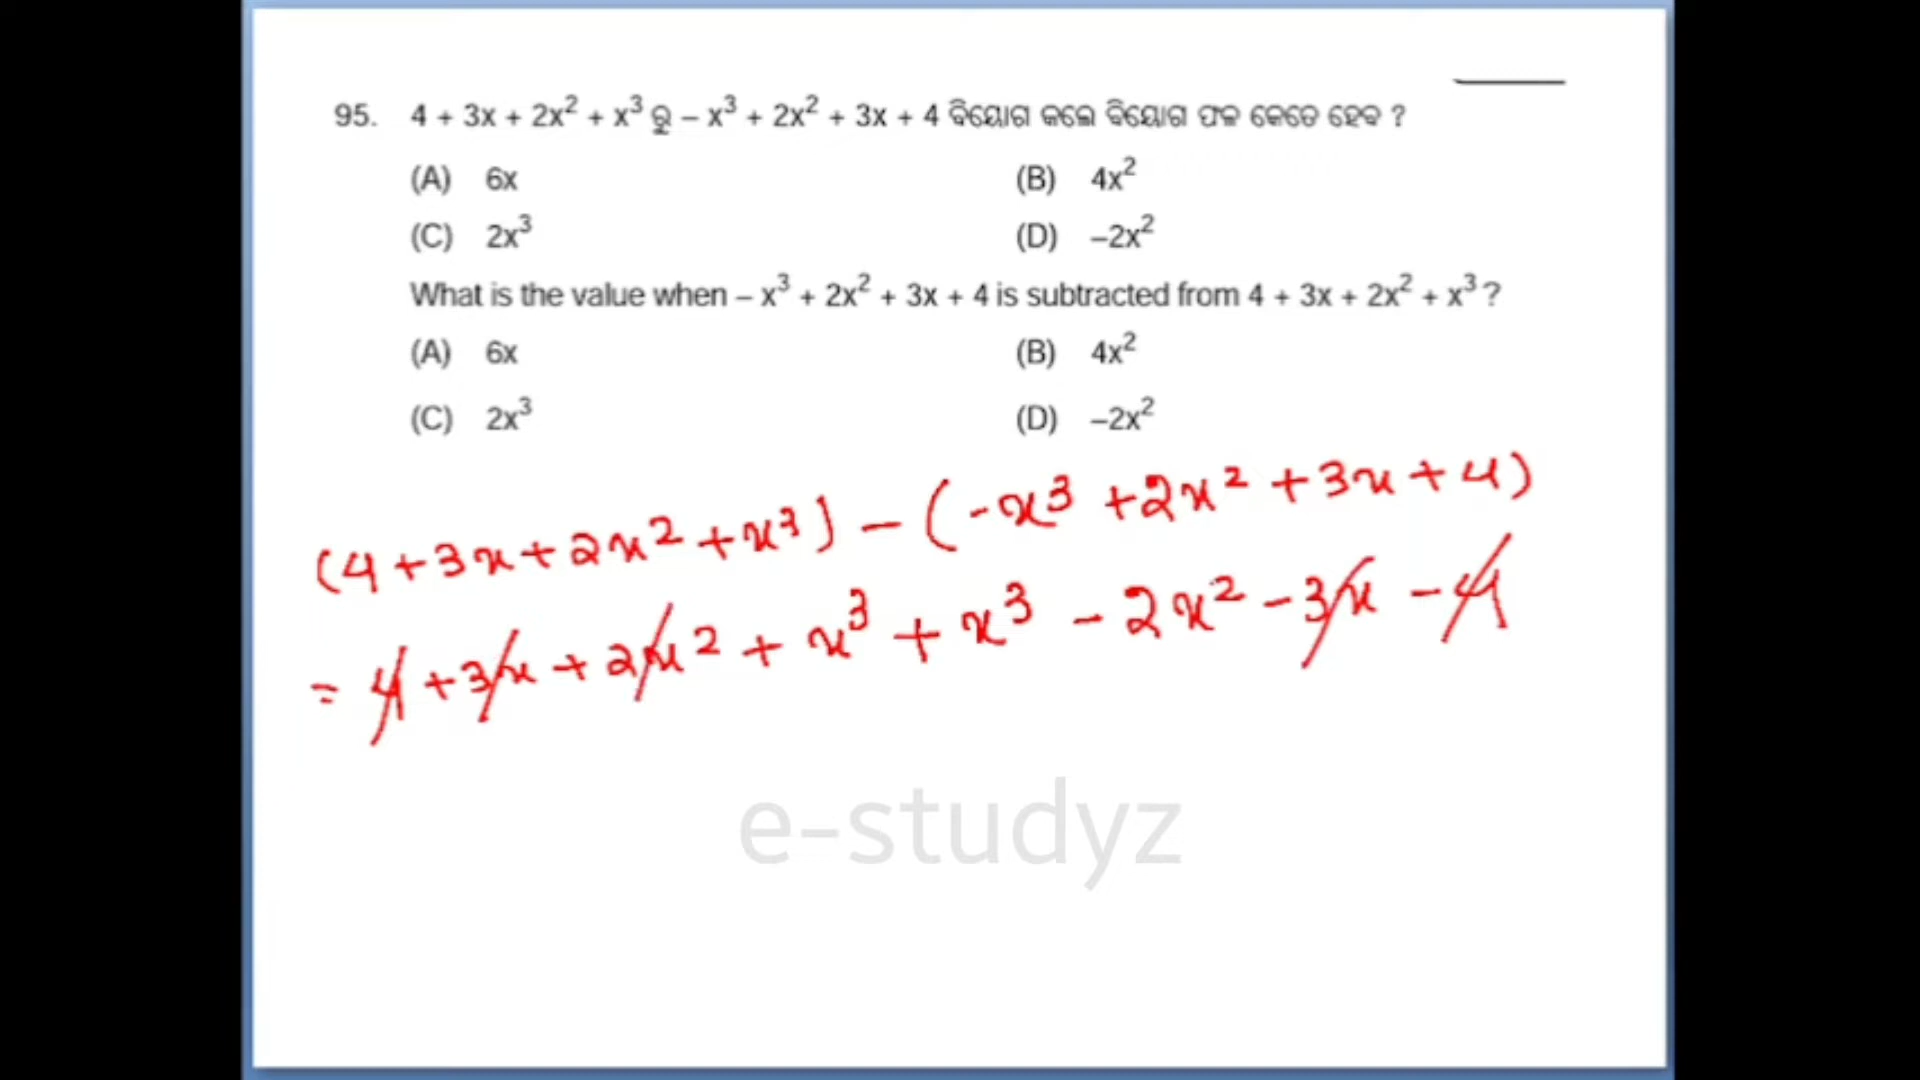 95. 4 + 3x + 2x² + x³ ରୁ – x³ + 2x² + 3x + 4 ବିୟୋଗ କଲେ ବିୟୋଗ ଫଳ କେତେ ହେବ ?
(A) 6x (B) 4x²
(C) 2x³ (D) –2x²
What is the value when – x³ + 2x² + 3x + 4 is subtracted from 4 + 3x + 2x² + x³ ?
(A) 6x (B) 4x²
(C) 2x³ (D) –2x²
(4+3x+2x²+x³) – (-x³ +2x² +3x+4)
= 4+3x+2x²+x³+x³-2x²-3x-4
e-studyz